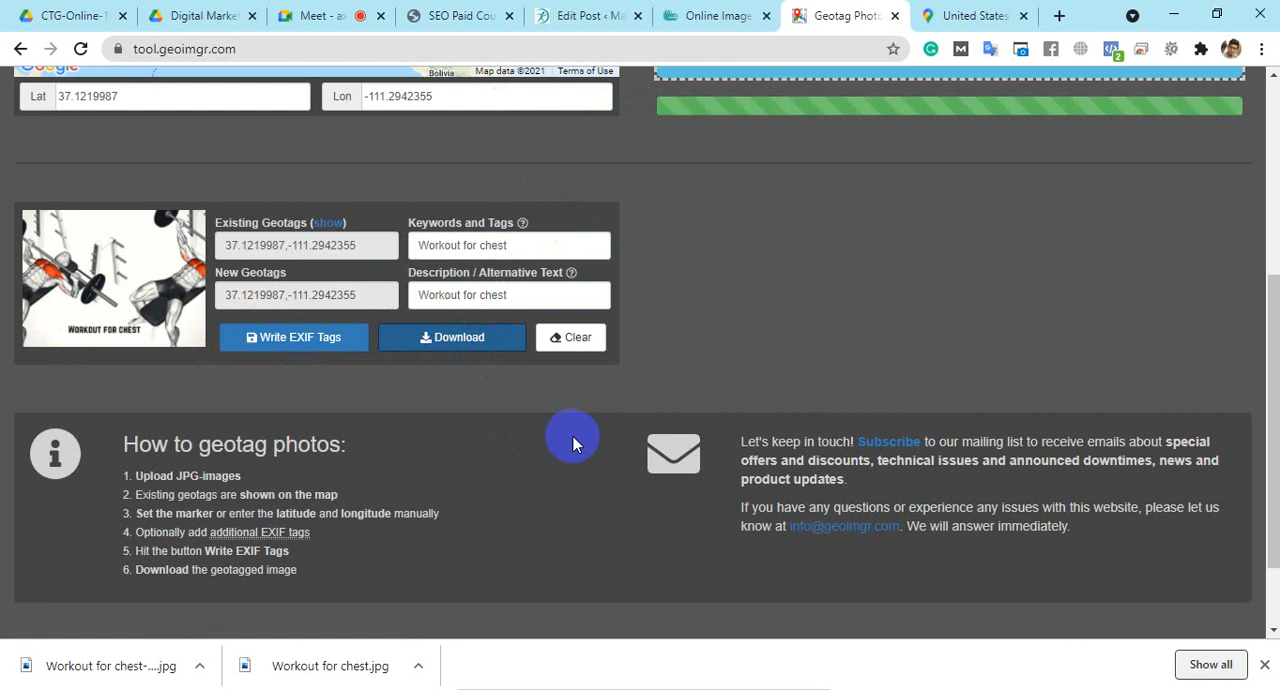 CTG-Online-1
Digital Market
Meet - ax
SEO Paid Cou
Edit Post ‹ Ma
Online Image
Geotag Photo
United States
tool.geoimgr.com
2
Google
Bolivia
Map data ©2021
Terms of Use
Lat 37.1219987
Lon -111.2942355
Existing Geotags (show)
Keywords and Tags
37.1219987,-111.2942355
Workout for chest
New Geotags
Description / Alternative Text
37.1219987,-111.2942355
Workout for chest
WORKOUT FOR CHEST
Write EXIF Tags
Download
Clear
How to geotag photos:
1. Upload JPG-images
2. Existing geotags are shown on the map
3. Set the marker or enter the latitude and longitude manually
4. Optionally add additional EXIF tags
5. Hit the button Write EXIF Tags
6. Download the geotagged image
Let's keep in touch! Subscribe to our mailing list to receive emails about special
offers and discounts, technical issues and announced downtimes, news and
product updates.
If you have any questions or experience any issues with this website, please let us
know at info@geoimgr.com. We will answer immediately.
Workout for chest-....jpg
Workout for chest.jpg
Show all